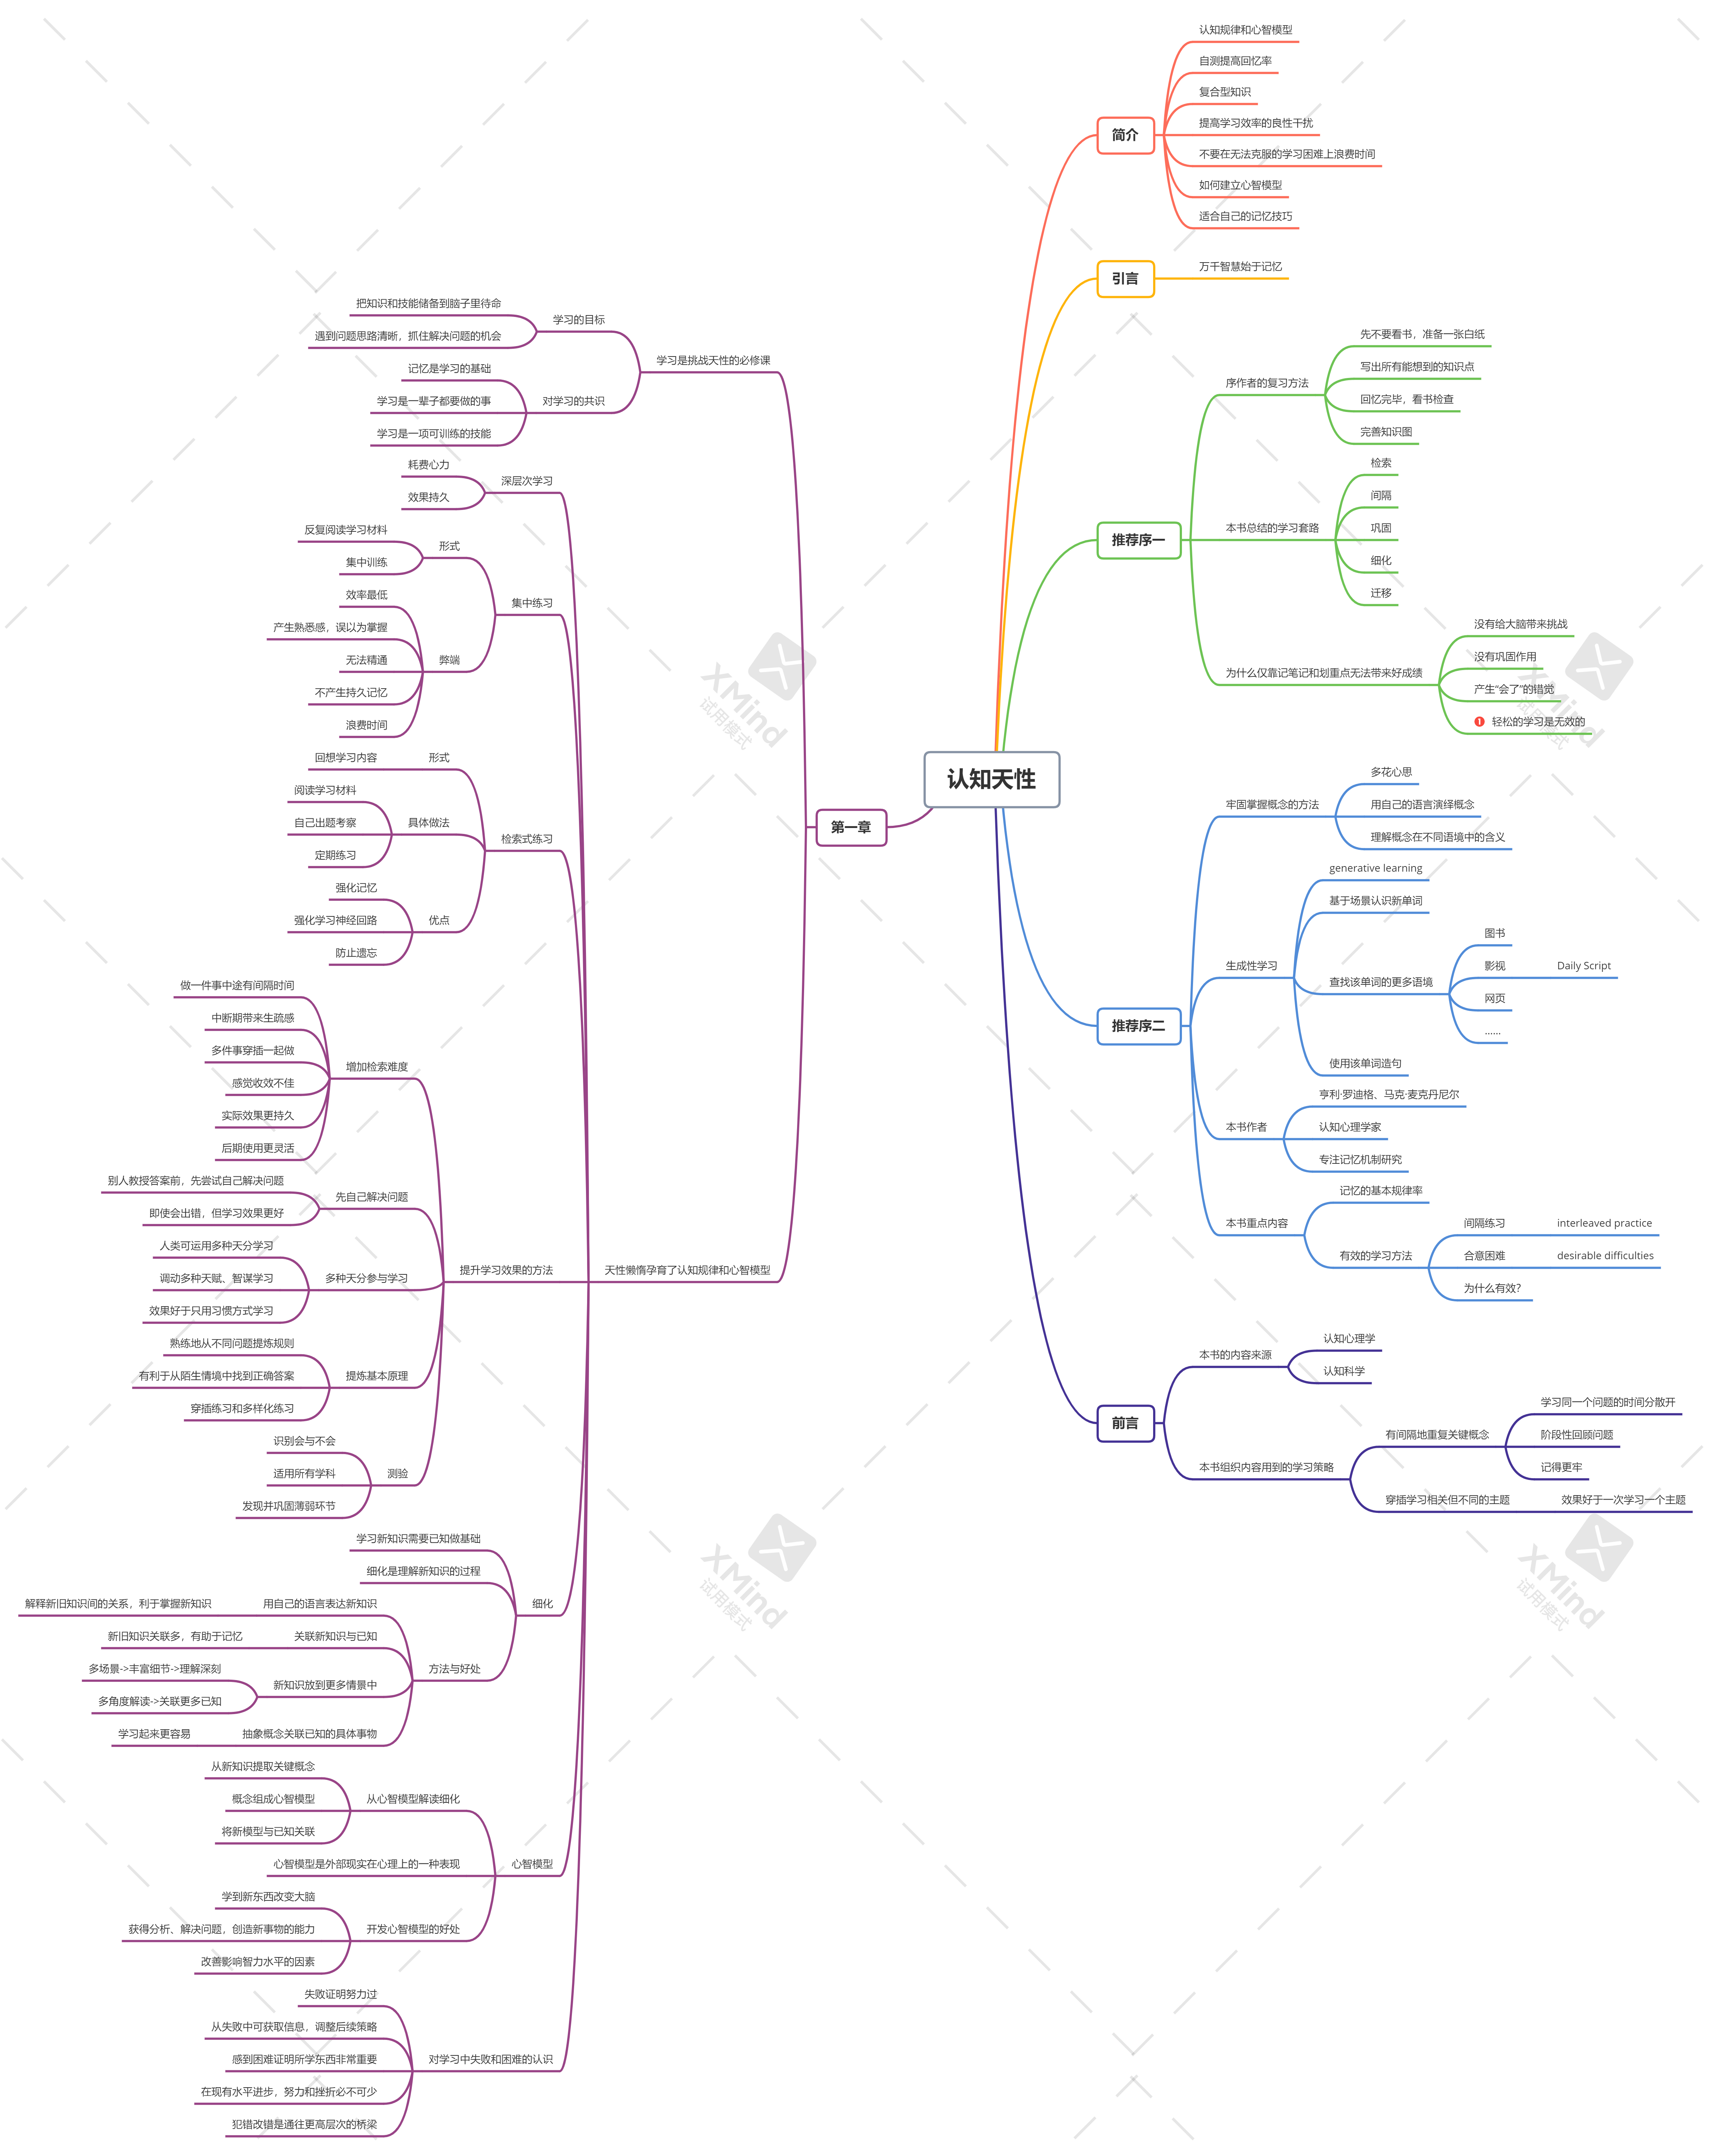 认知天性
简介
认知规律和心智模型
自测提高回忆率
复合型知识
提高学习效率的良性干扰
不要在无法克服的学习困难上浪费时间
如何建立心智模型
适合自己的记忆技巧
引言
万千智慧始于记忆
推荐序一
序作者的复习方法
先不要看书，准备一张白纸
写出所有能想到的知识点
回忆完毕，看书检查
完善知识图
本书总结的学习套路
检索
间隔
巩固
细化
迁移
为什么仅靠记笔记和划重点无法带来好成绩
没有给大脑带来挑战
没有巩固作用
产生“会了”的错觉
1 轻松的学习是无效的
推荐序二
牢固掌握概念的方法
多花心思
用自己的语言演绎概念
理解概念在不同语境中的含义
生成性学习
generative learning
基于场景认识新单词
查找该单词的更多语境
图书
影视
Daily Script
网页
......
使用该单词造句
本书作者
亨利·罗迪格、马克·麦克丹尼尔
认知心理学家
专注记忆机制研究
本书重点内容
记忆的基本规律率
有效的学习方法
间隔练习
interleaved practice
合意困难
desirable difficulties
为什么有效?
前言
本书的内容来源
认知心理学
认知科学
本书组织内容用到的学习策略
有间隔地重复关键概念
学习同一个问题的时间分散开
阶段性回顾问题
记得更牢
穿插学习相关但不同的主题
效果好于一次学习一个主题
第一章
学习是挑战天性的必修课
学习的目标
把知识和技能储备到脑子里待命
遇到问题思路清晰，抓住解决问题的机会
对学习的共识
记忆是学习的基础
学习是一辈子都要做的事
学习是一项可训练的技能
天性懒惰孕育了认知规律和心智模型
深层次学习
耗费心力
效果持久
集中练习
形式
反复阅读学习材料
集中训练
弊端
效率最低
产生熟悉感，误以为掌握
无法精通
不产生持久记忆
浪费时间
检索式练习
形式
回想学习内容
具体做法
阅读学习材料
自己出题考察
定期练习
优点
强化记忆
强化学习神经回路
防止遗忘
提升学习效果的方法
增加检索难度
做一件事中途有间隔时间
中断期带来生疏感
多件事穿插一起做
感觉收效不佳
实际效果更持久
后期使用更灵活
先自己解决问题
别人教授答案前，先尝试自己解决问题
即使会出错，但学习效果更好
多种天分参与学习
人类可运用多种天分学习
调动多种天赋、智谋学习
效果好于只用习惯方式学习
提炼基本原理
熟练地从不同问题提炼规则
有利于从陌生情境中找到正确答案
穿插练习和多样化练习
测验
识别会与不会
适用所有学科
发现并巩固薄弱环节
细化
学习新知识需要已知做基础
细化是理解新知识的过程
方法与好处
用自己的语言表达新知识
解释新旧知识间的关系，利于掌握新知识
关联新知识与已知
新旧知识关联多，有助于记忆
新知识放到更多情景中
多场景->丰富细节->理解深刻
多角度解读->关联更多已知
抽象概念关联已知的具体事物
学习起来更容易
心智模型
从心智模型解读细化
从新知识提取关键概念
概念组成心智模型
将新模型与已知关联
心智模型是外部现实在心理上的一种表现
开发心智模型的好处
学到新东西改变大脑
获得分析、解决问题，创造新事物的能力
改善影响智力水平的因素
对学习中失败和困难的认识
失败证明努力过
从失败中可获取信息，调整后续策略
感到困难证明所学东西非常重要
在现有水平进步，努力和挫折必不可少
犯错改错是通往更高层次的桥梁
XMind
试用模式
XMind
试用模式
XMind
试用模式
XMind
试用模式